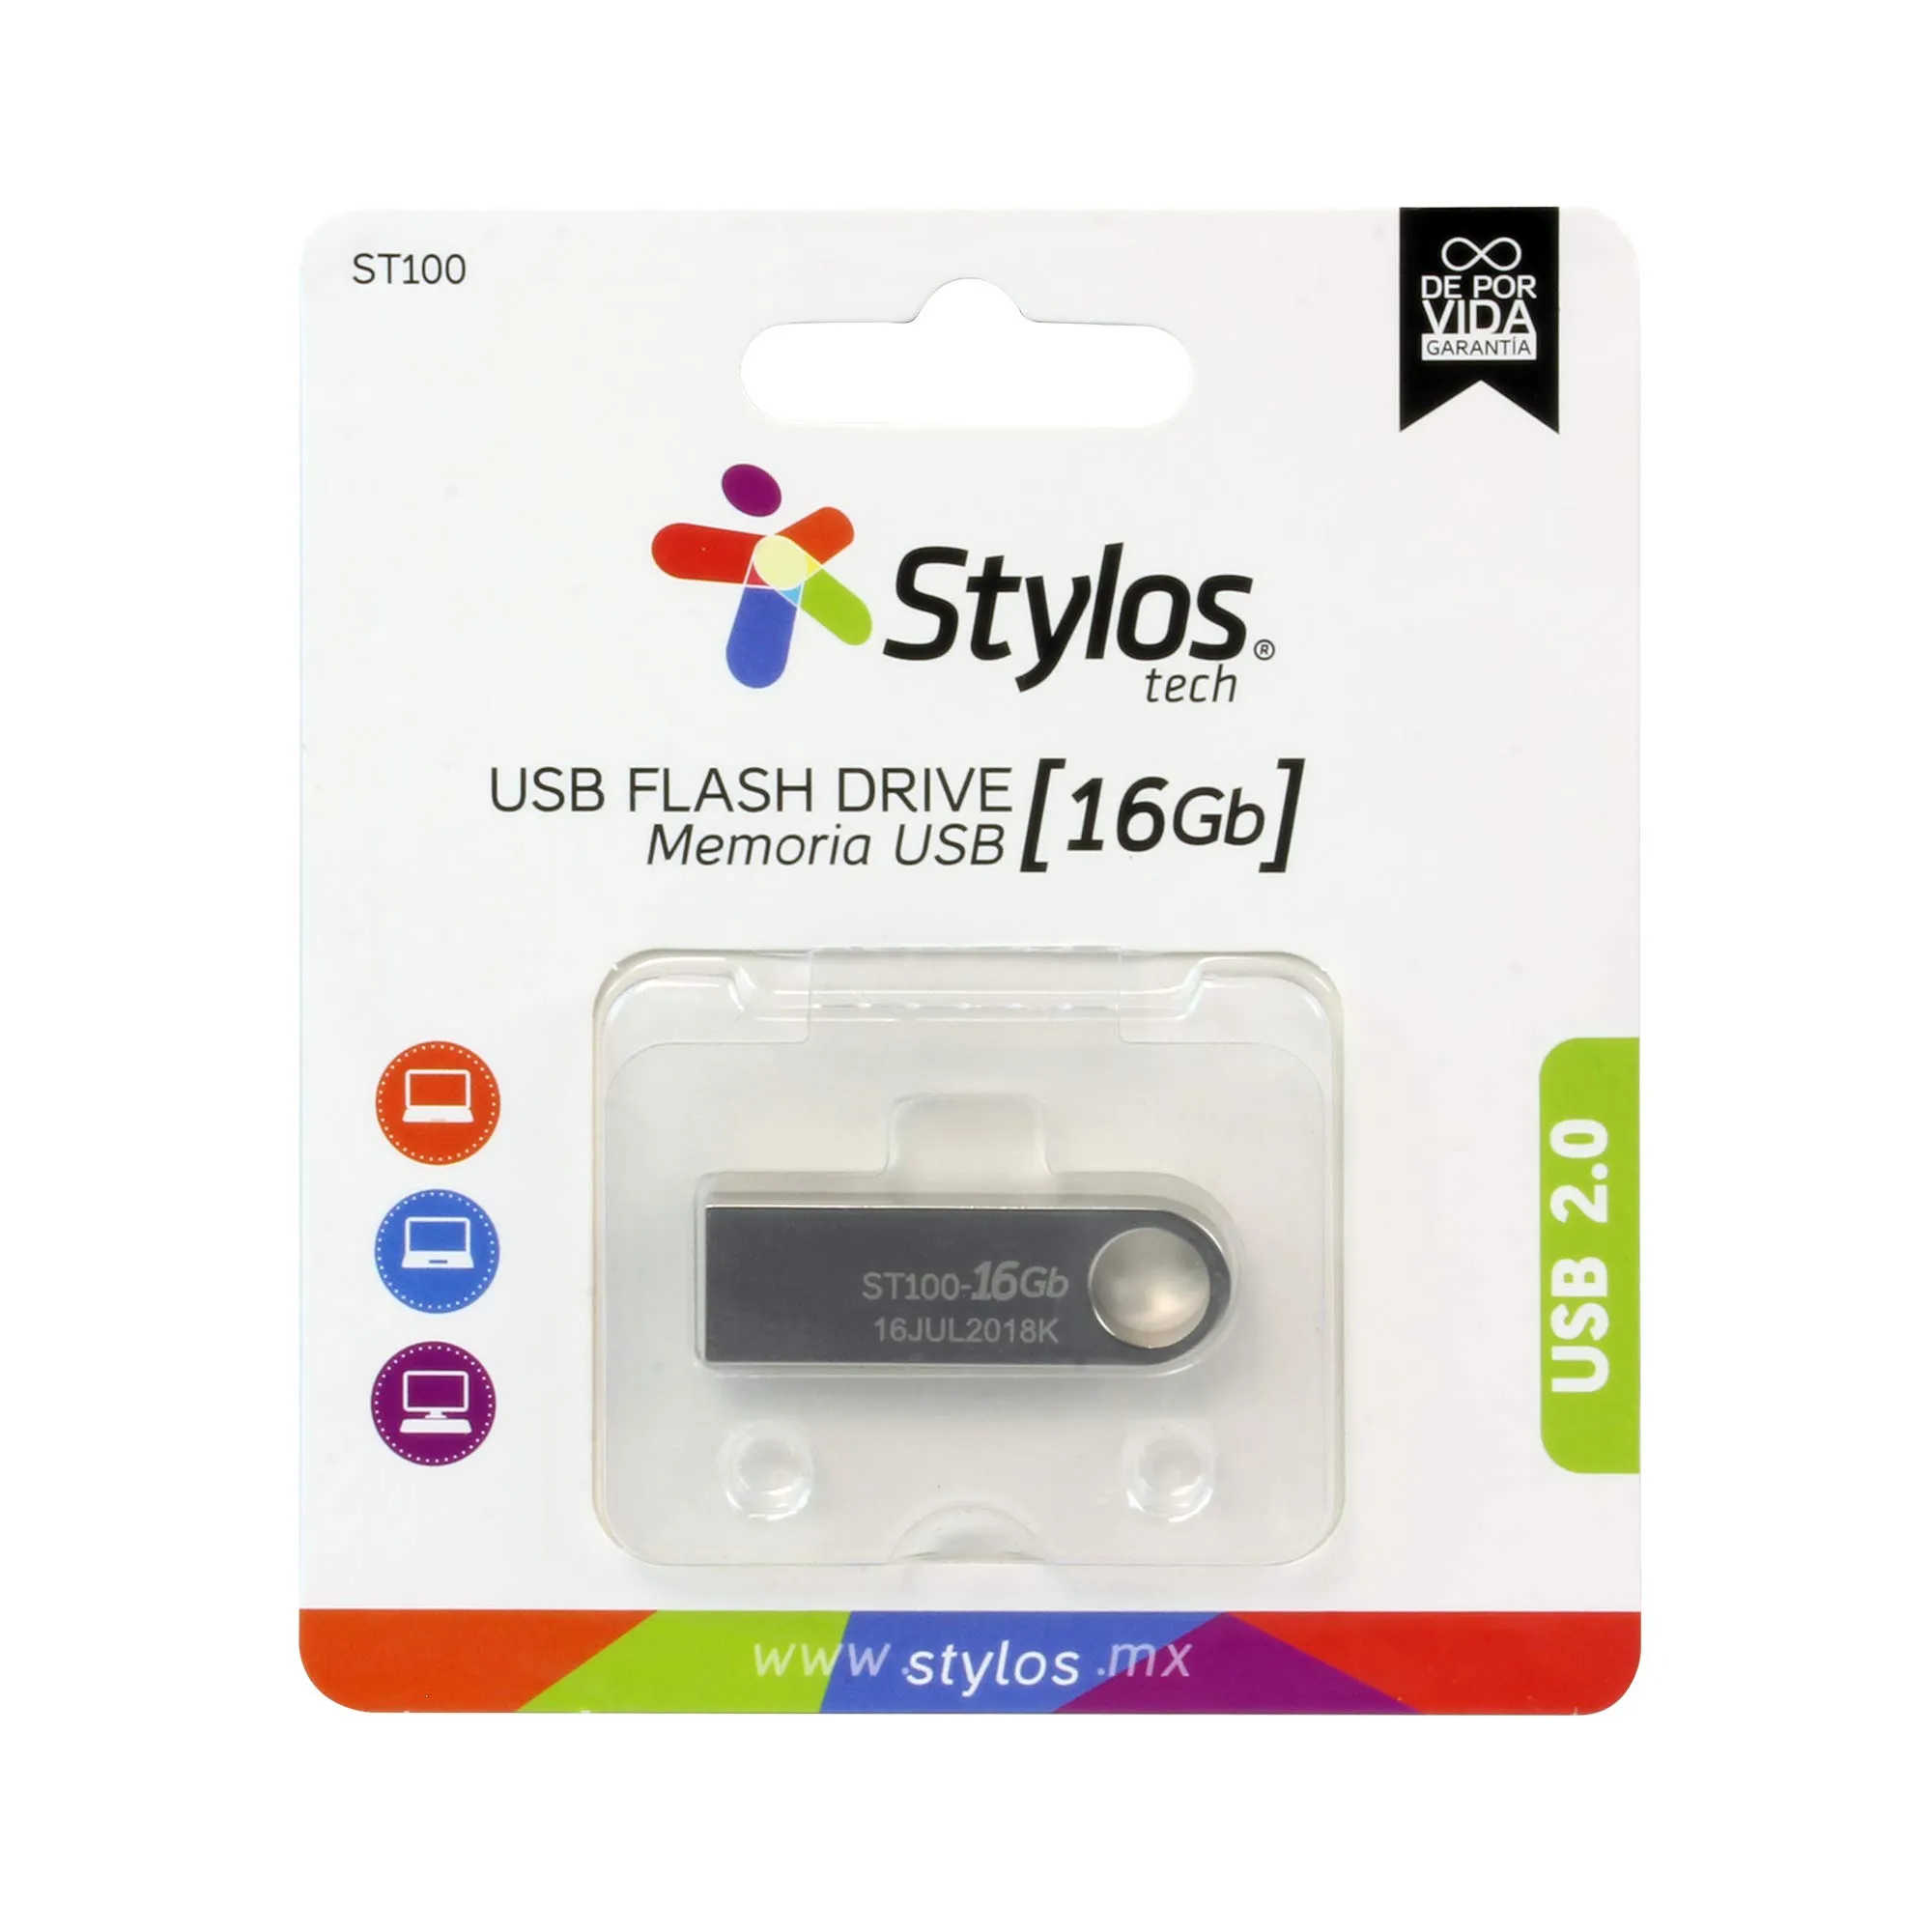 ST100
DE POR
VIDA
GARANTÍA
Stylos®
tech
USB FLASH DRIVE [16Gb]
Memoria USB
ST100-16Gb
16JUL2018K
USB 2.0
www.stylos.mx